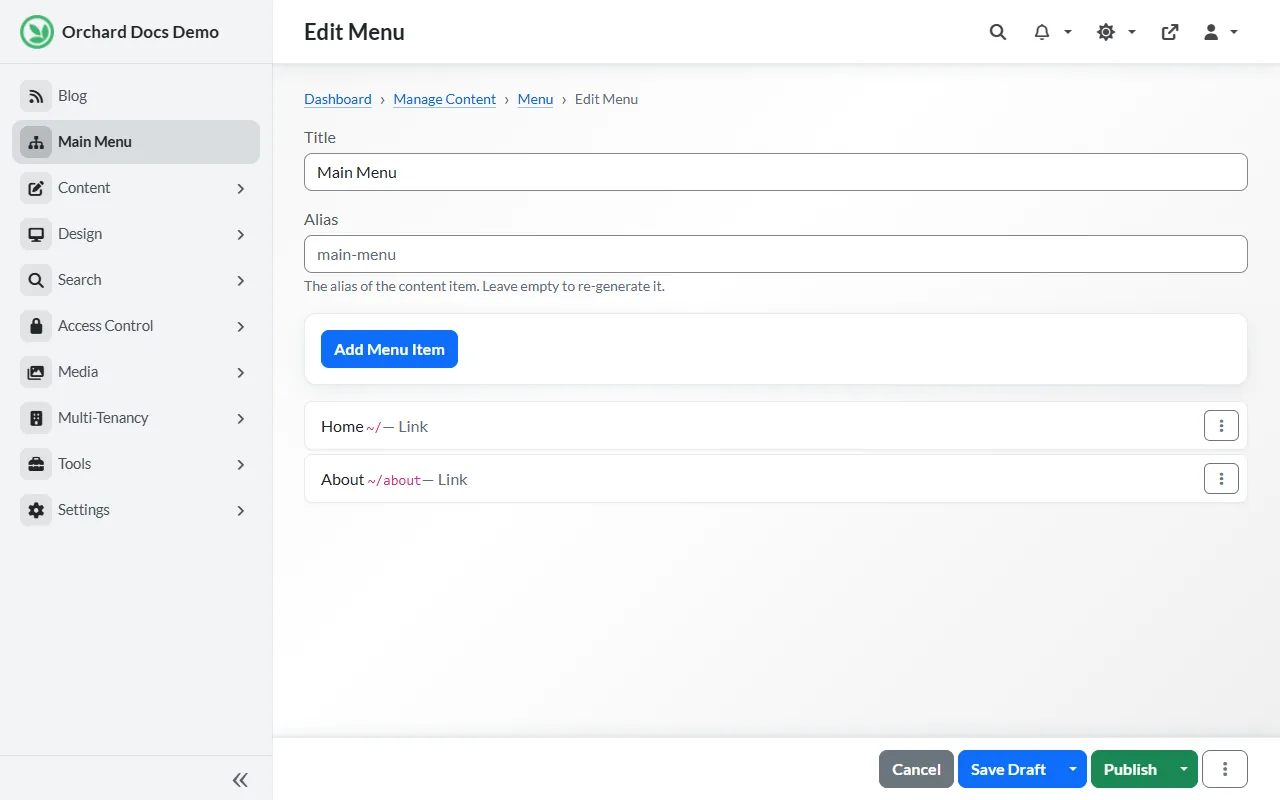 Orchard Docs Demo
Edit Menu
Blog
Main Menu
Content
Design
Search
Access Control
Media
Multi-Tenancy
Tools
Settings
Dashboard › Manage Content › Menu › Edit Menu
Title
Main Menu
Alias
main-menu
The alias of the content item. Leave empty to re-generate it.
Add Menu Item
Home ~/ — Link
About ~/about — Link
Cancel
Save Draft
Publish